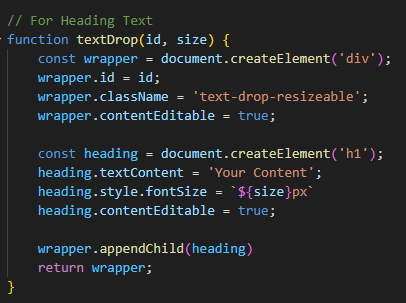 // For Heading Text
function textDrop(id, size) {
    const wrapper = document.createElement('div');
    wrapper.id = id;
    wrapper.className = 'text-drop-resizeable';
    wrapper.contentEditable = true;

    const heading = document.createElement('h1');
    heading.textContent = 'Your Content';
    heading.style.fontSize = `${size}px`
    heading.contentEditable = true;

    wrapper.appendChild(heading)
    return wrapper;
}